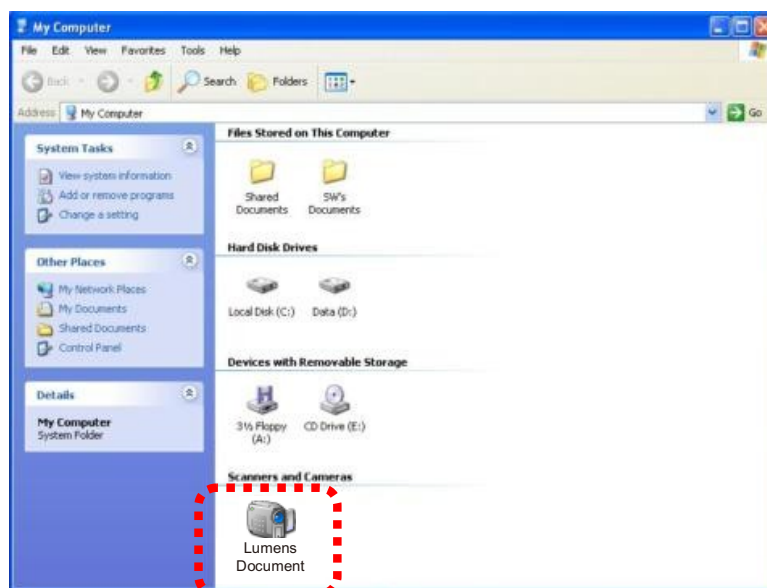 My Computer
File Edit View Favorites Tools Help
Back Search Folders
Address My Computer Go
System Tasks
View system information
Add or remove programs
Change a setting
Other Places
My Network Places
My Documents
Shared Documents
Control Panel
Details
My Computer
System Folder
Files Stored on This Computer
Shared Documents
SW's Documents
Hard Disk Drives
Local Disk (C:) Data (D:)
Devices with Removable Storage
3½ Floppy (A:)
CD Drive (E:)
Scanners and Cameras
Lumens
Document